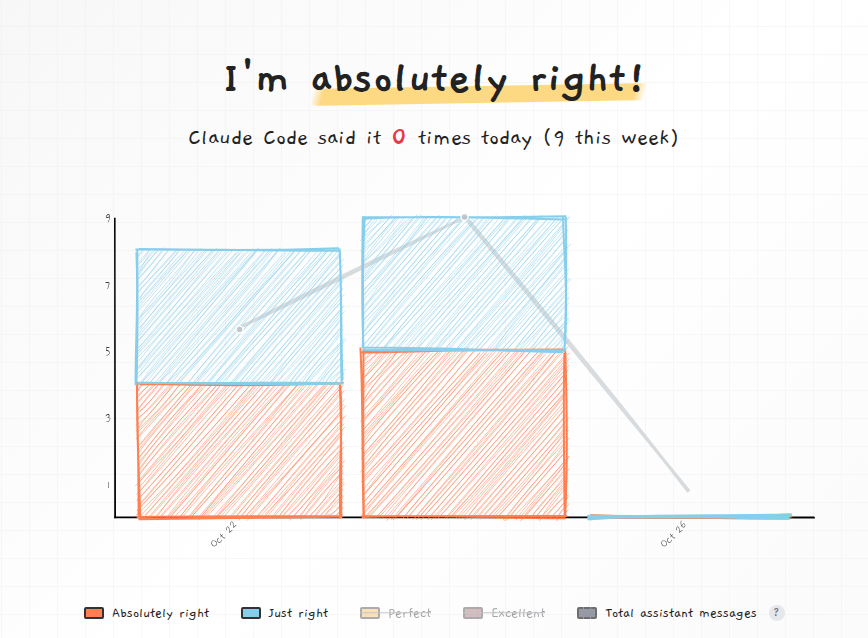 I'm absolutely right!
Claude Code said it 0 times today (9 this week)
9
7
5
3
1
Oct 22
Oct 26
Absolutely right
Just right
Perfect
Excellent
Total assistant messages
?